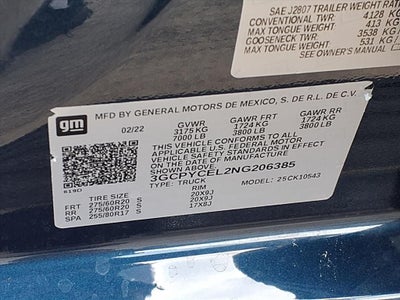 SAE J2807 TRAILER WEIGHT RATI
CONVENTIONAL TWR: 4128 KG
MAX TONGUE WT: 413 KG
GOOSENECK TWR: 3538 KG
MAX TONGUE WT: 531 KG
SEE OWNER'S MANUAL
gm
MFD BY GENERAL MOTORS DE MEXICO, S. DE R.L. DE C.V.
02/22 GVWR GAWR FRT GAWR RR
3175 KG 1724 KG 1724 KG
7000 LB 3800 LB 3800 LB
THIS VEHICLE CONFORMS TO ALL
APPLICABLE U.S. FEDERAL MOTOR
VEHICLE SAFETY STANDARDS IN EFFECT
ON THE DATE OF MANUFACTURE
SHOWN ABOVE.
3GCPYCEL2NG206385
619D TYPE: TRUCK MODEL: 25CK10543
TIRE SIZE RIM
FRT 275/60R20 S 20X9J
RR 275/60R20 S 20X9J
SPA 255/80R17 S 17X8J